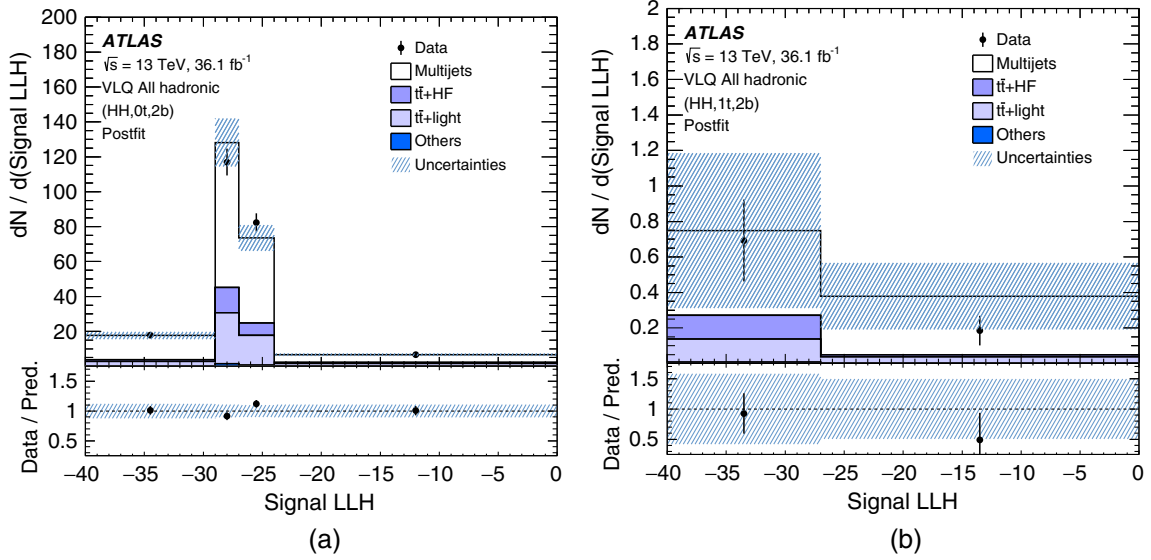 ATLAS
√s = 13 TeV, 36.1 fb⁻¹
VLQ All hadronic
(HH,0t,2b)
Postfit
Data
Multijets
tt̄+HF
tt̄+light
Others
Uncertainties
dN / d(Signal LLH)
200
180
160
140
120
100
80
60
40
20
Data / Pred.
1.5
1
0.5
−40 −35 −30 −25 −20 −15 −10 −5 0
Signal LLH
(a)
ATLAS
√s = 13 TeV, 36.1 fb⁻¹
VLQ All hadronic
(HH,1t,2b)
Postfit
Data
Multijets
tt̄+HF
tt̄+light
Others
Uncertainties
dN / d(Signal LLH)
2
1.8
1.6
1.4
1.2
1
0.8
0.6
0.4
0.2
Data / Pred.
1.5
1
0.5
−40 −35 −30 −25 −20 −15 −10 −5 0
Signal LLH
(b)